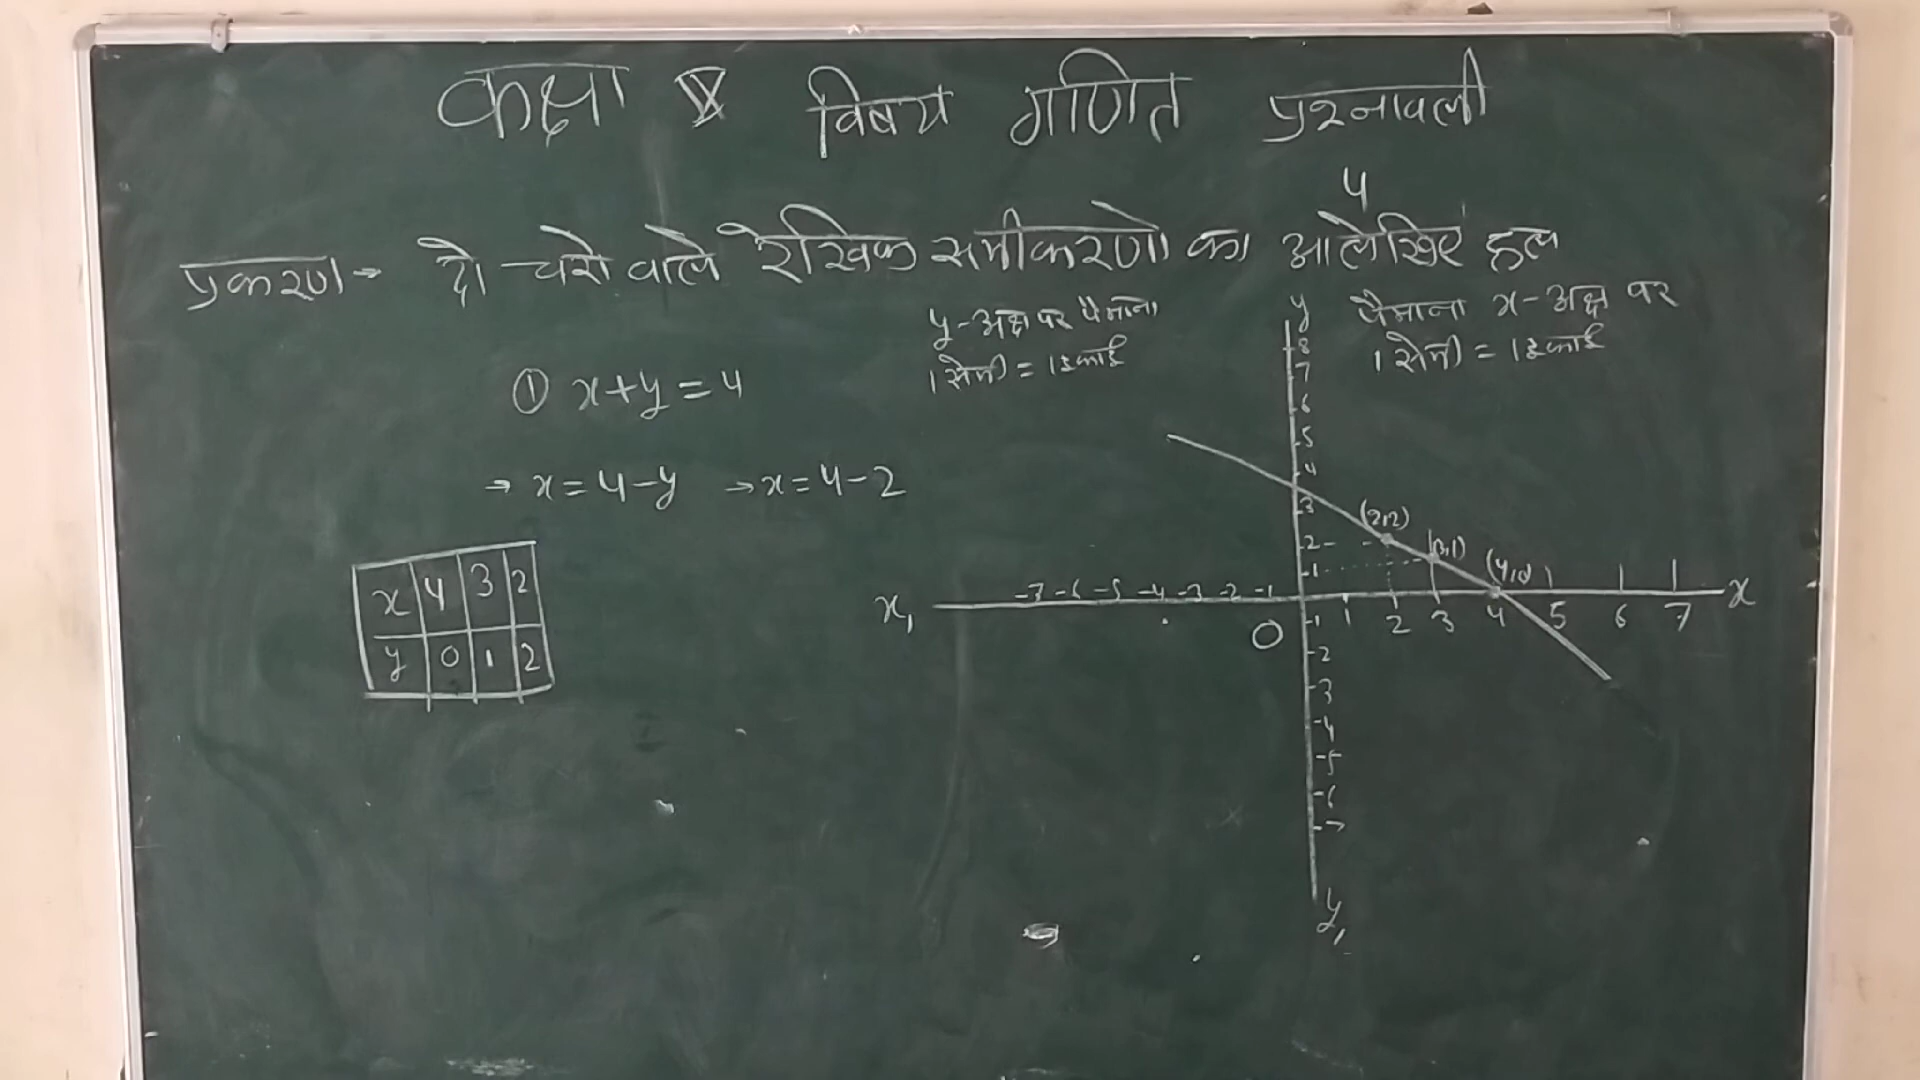 कक्षा X विषय गणित प्रश्नावली
4
प्रकरण → दो चरो वाले रैखिक समीकरणो का आलेखिए हल
y-अक्ष पर पैमाना
1 सेमी = 1 इकाई
y
पैमाना x-अक्ष पर
1 सेमी = 1 इकाई
① x+y = 4
→ x = 4-y → x = 4-2
x 4 3 2
y 0 1 2
8
7
6
5
4
3
2
1
(2,2)
(3,1)
(4,0)
x, -7 -6 -5 -4 -3 -2 -1 x
O 1 2 3 4 5 6 7
-1
-2
-3
-4
-5
-6
-7
y,